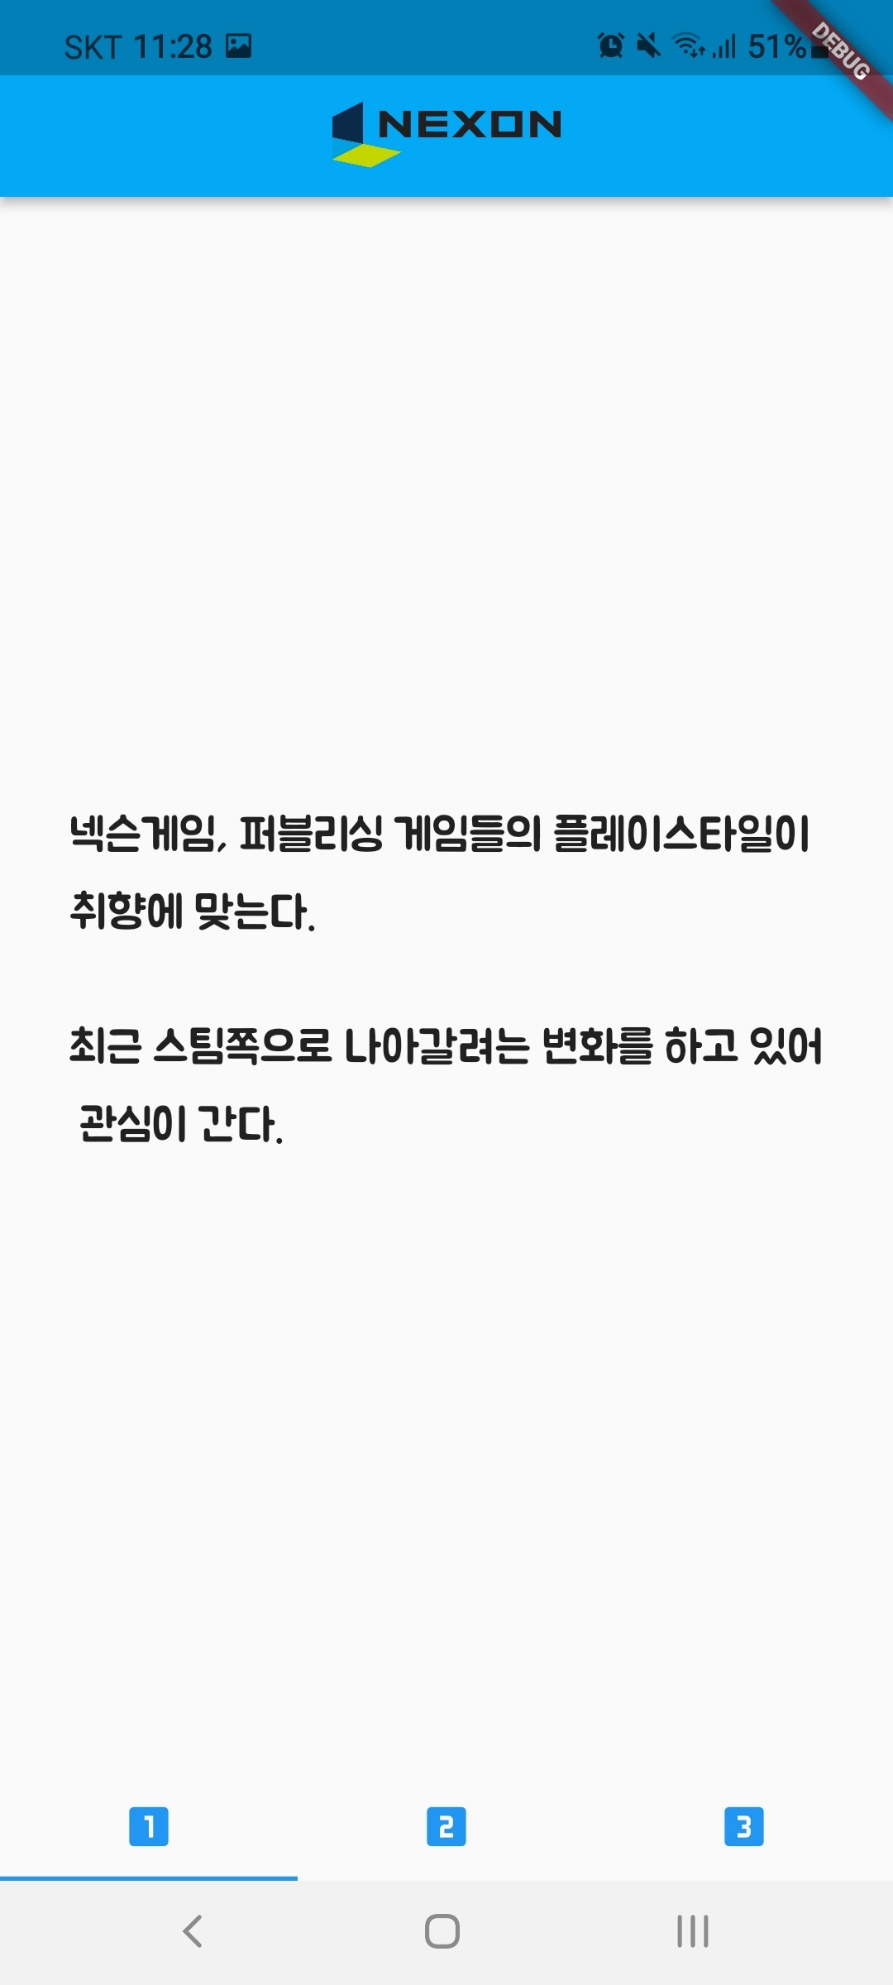 SKT 11:28 51%
DEBUG
NEXON
넥슨게임, 퍼블리싱 게임들의 플레이스타일이
취향에 맞는다.
최근 스팀쪽으로 나아갈려는 변화를 하고 있어
관심이 간다.
1 2 3